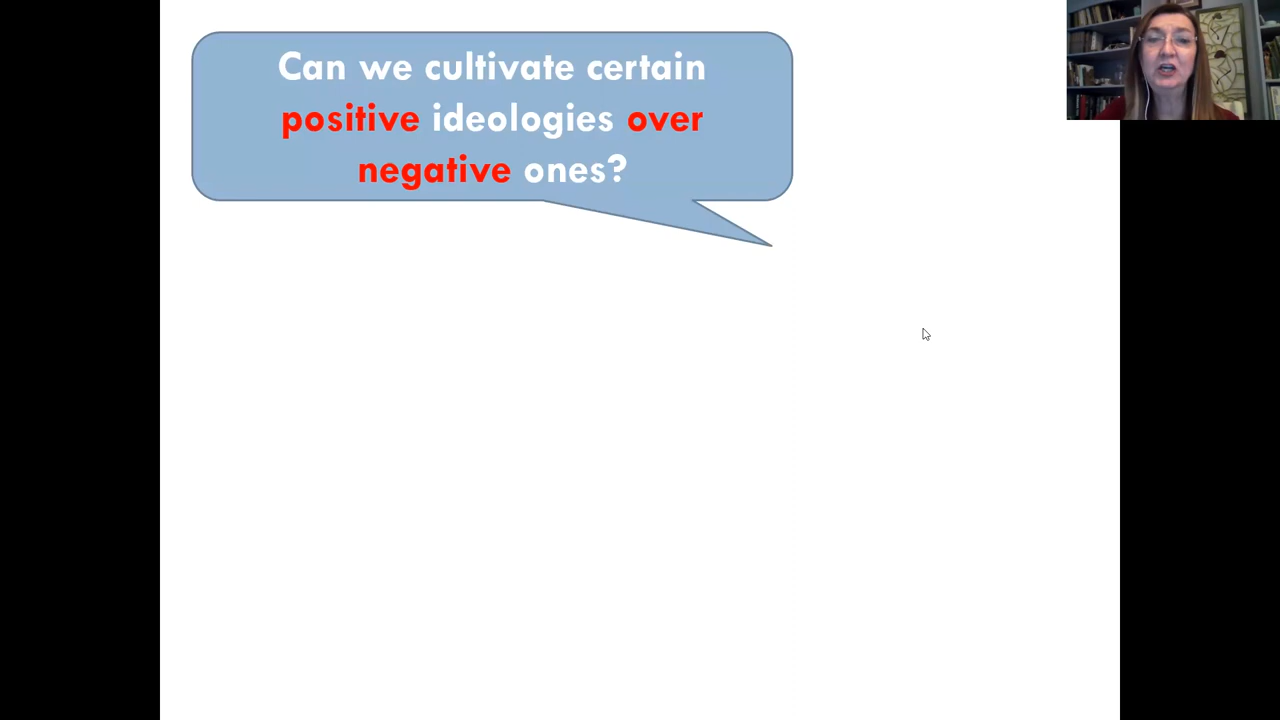 Can we cultivate certain
positive ideologies over
negative ones?